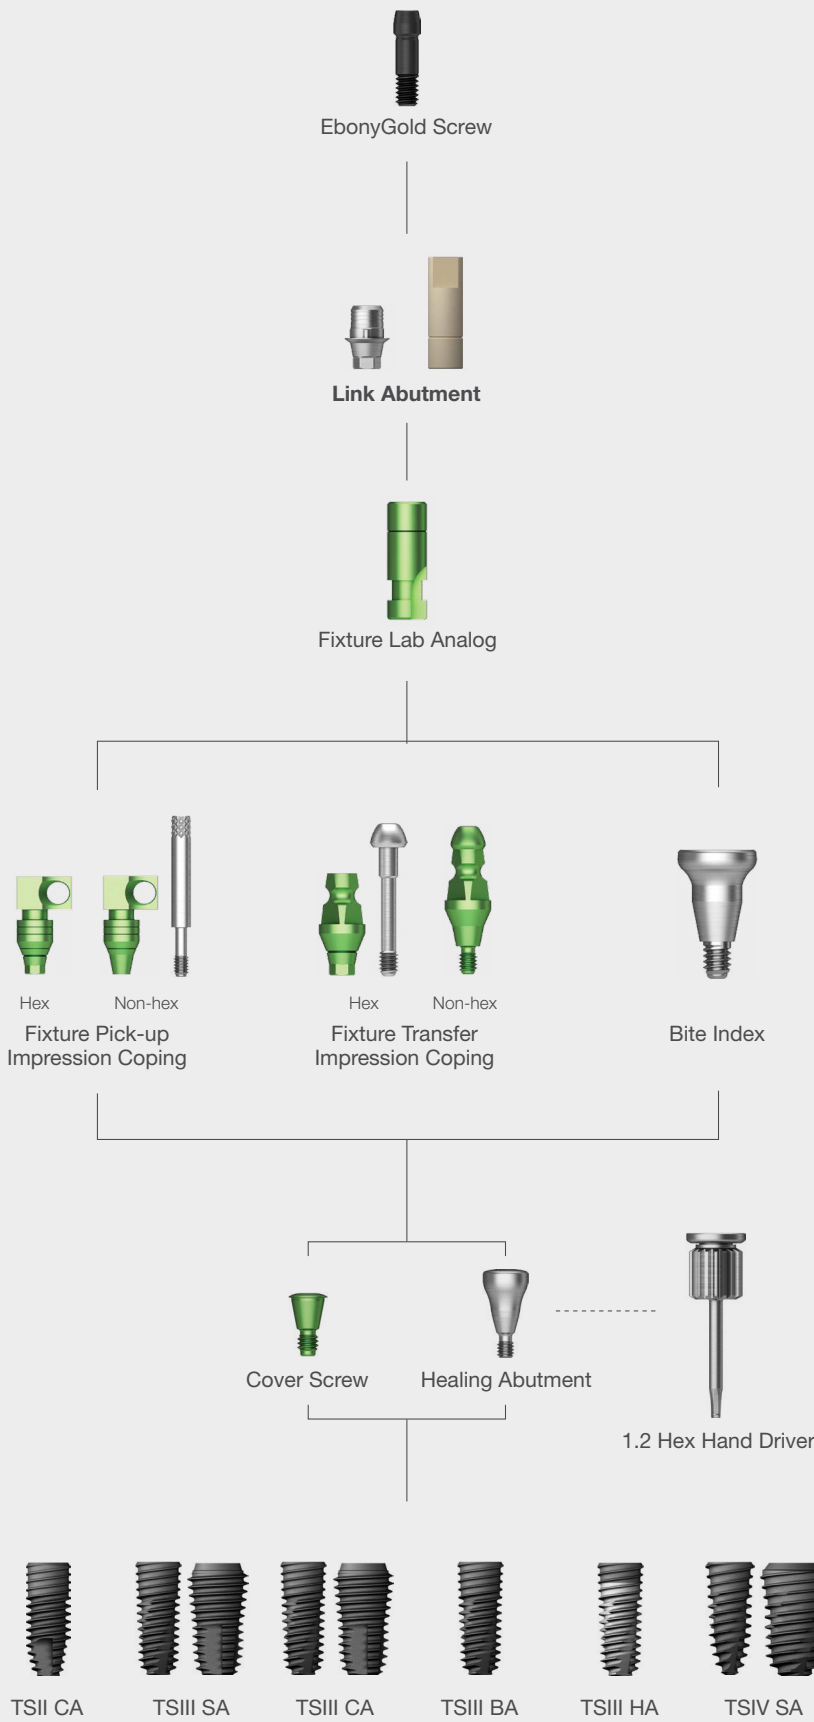 EbonyGold Screw
Link Abutment
Fixture Lab Analog
Hex
Non-hex
Fixture Pick-up
Impression Coping
Hex
Non-hex
Fixture Transfer
Impression Coping
Bite Index
Cover Screw
Healing Abutment
1.2 Hex Hand Driver
TSII CA
TSIII SA
TSIII CA
TSIII BA
TSIII HA
TSIV SA